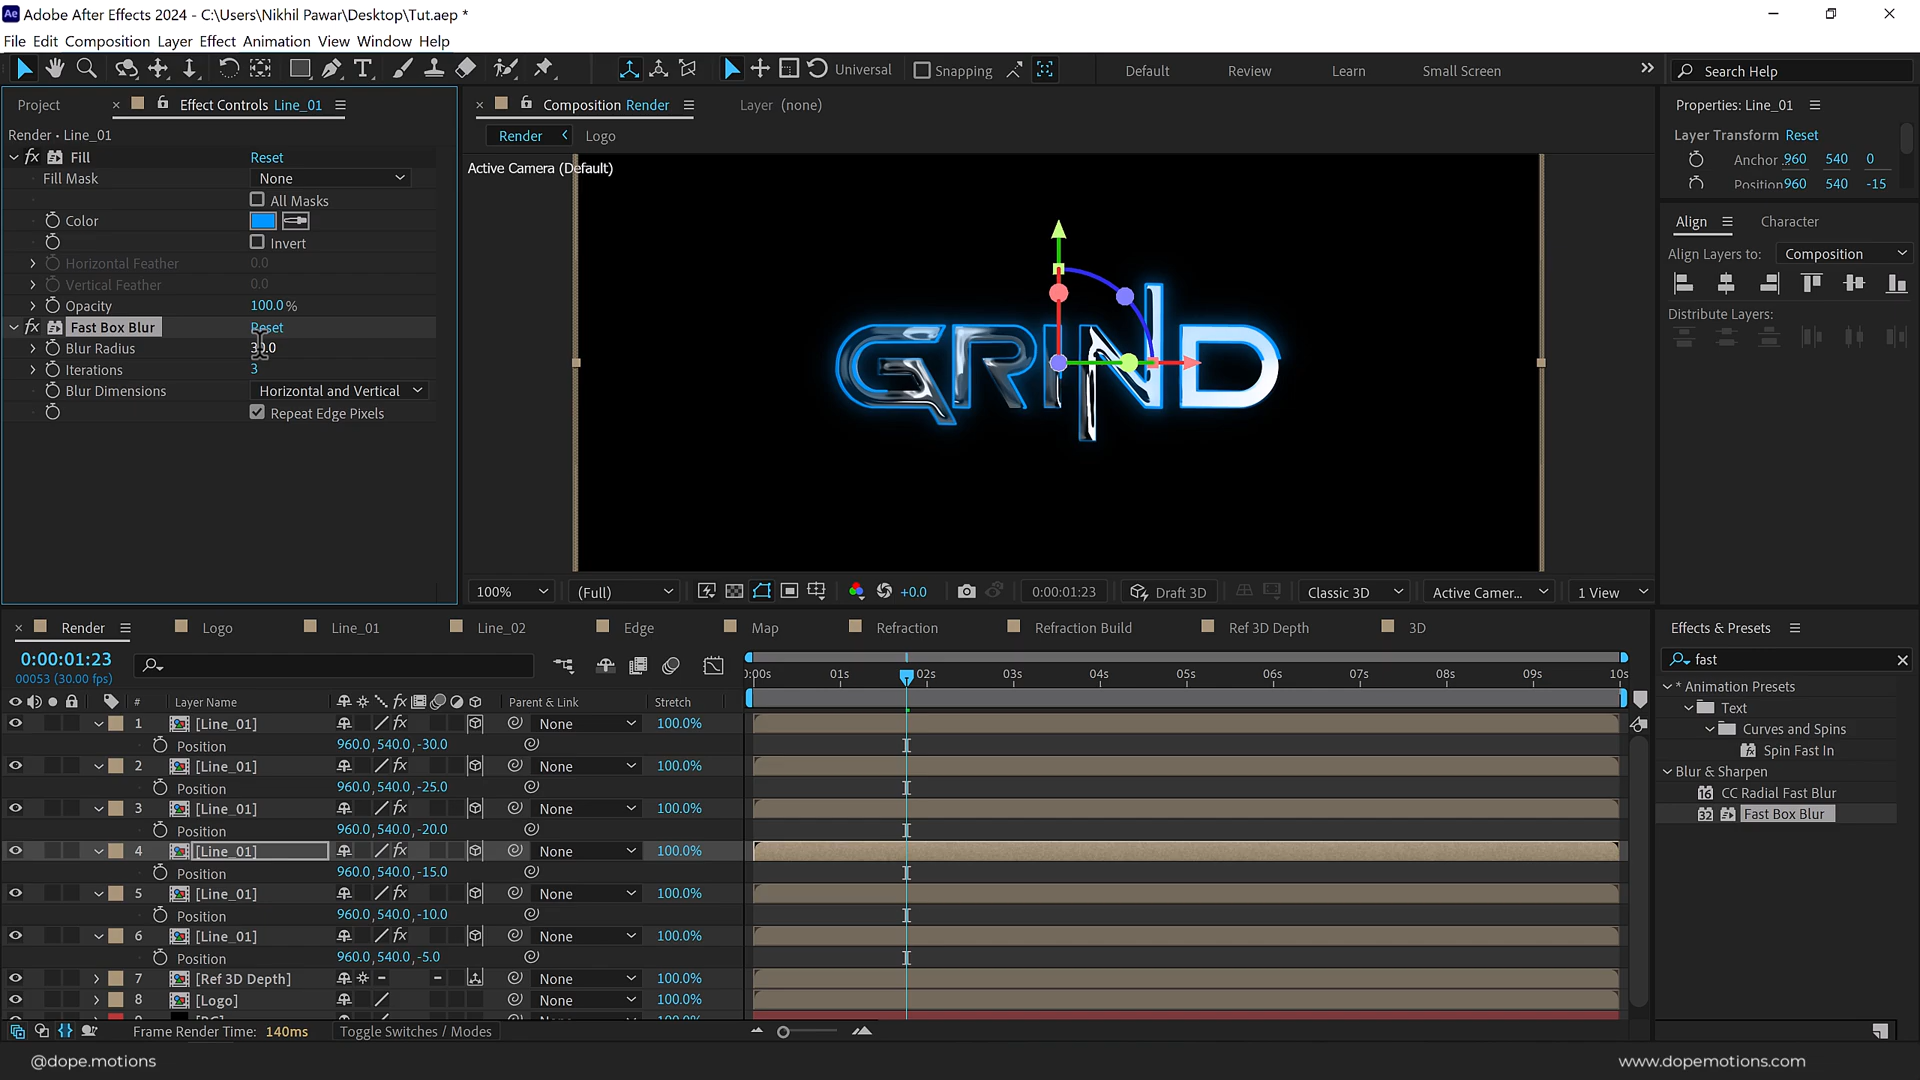 Adobe After Effects 2024 - C:\Users\Nikhil Pawar\Desktop\Tut.aep *
File Edit Composition Layer Effect Animation View Window Help
Universal Snapping Default Review Learn Small Screen Search Help
Project Effect Controls Line_01 Composition Render Layer (none) Properties: Line_01
Render • Line_01 Render Logo Layer Transform Reset
Fill Reset Anchor 960 540 0
Fill Mask None Active Camera (Default) Position 960 540 -15
All Masks
Color Align Character
Invert Align Layers to: Composition
Horizontal Feather 0.0
Vertical Feather 0.0
Opacity 100.0 % Distribute Layers:
Fast Box Blur Reset
Blur Radius
Iterations 3
Blur Dimensions Horizontal and Vertical
Repeat Edge Pixels
GRIND
100% (Full) +0.0 0:00:01:23 Draft 3D Classic 3D Active Camer... 1 View
Render Logo Line_01 Line_02 Edge Map Refraction Refraction Build Ref 3D Depth 3D Effects & Presets
0:00:01:23 fast
00053 (30.00 fps)
:00s 01s 02s 03s 04s 05s 06s 07s 08s 09s 10s
* Animation Presets
# Layer Name Parent & Link Stretch Text
1 [Line_01] None 100.0% Curves and Spins
Position 960.0,540.0,-30.0 Spin Fast In
2 [Line_01] None 100.0% Blur & Sharpen
Position 960.0,540.0,-25.0 16 CC Radial Fast Blur
3 [Line_01] None 100.0% 32 Fast Box Blur
Position 960.0,540.0,-20.0
4 [Line_01] None 100.0%
Position 960.0,540.0,-15.0
5 [Line_01] None 100.0%
Position 960.0,540.0,-10.0
6 [Line_01] None 100.0%
Position 960.0,540.0,-5.0
7 [Ref 3D Depth] None 100.0%
8 [Logo] None 100.0%
Frame Render Time: 140ms Toggle Switches / Modes
@dope.motions www.dopemotions.com